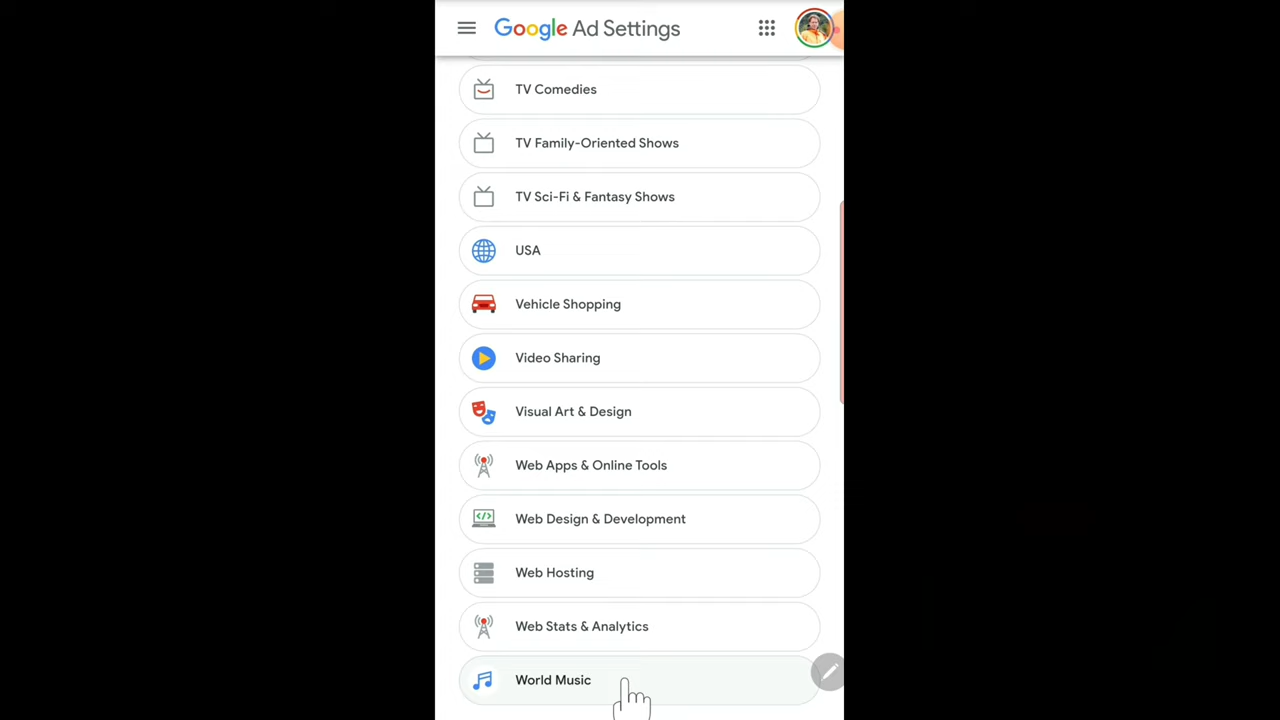 Google Ad Settings
TV Comedies
TV Family-Oriented Shows
TV Sci-Fi & Fantasy Shows
USA
Vehicle Shopping
Video Sharing
Visual Art & Design
Web Apps & Online Tools
Web Design & Development
Web Hosting
Web Stats & Analytics
World Music